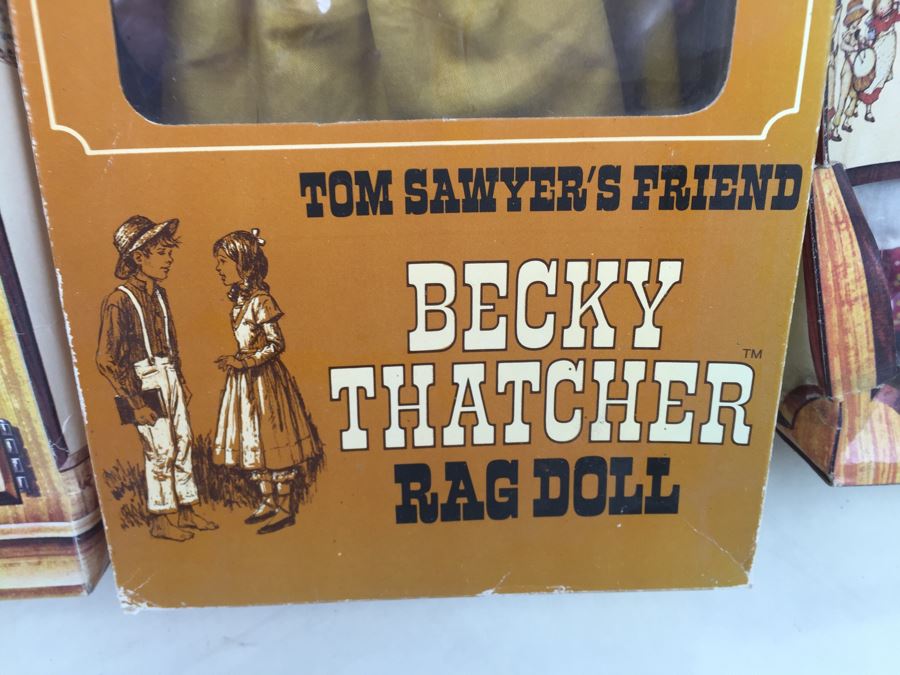 TOM SAWYER'S FRIEND
BECKY
THATCHER™
RAG DOLL